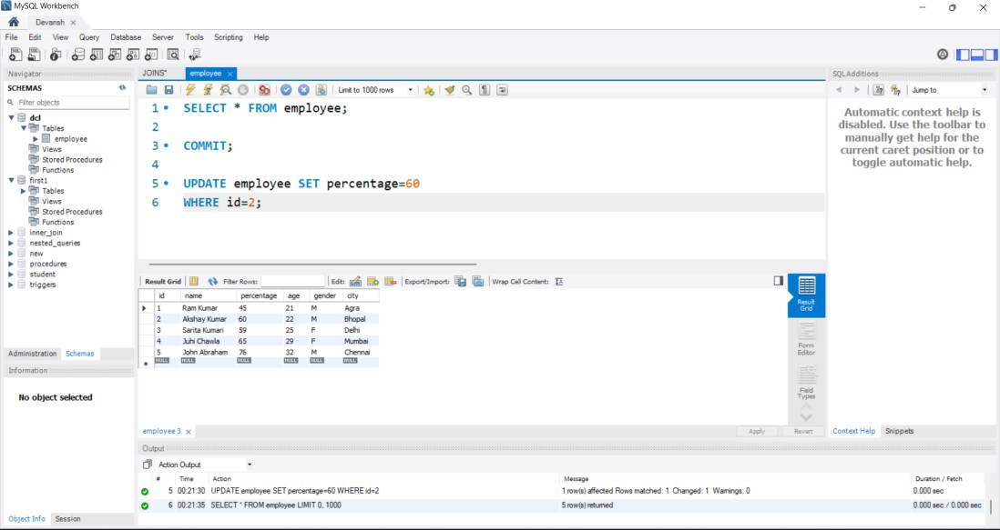 MySQL Workbench
Devansh
File Edit View Query Database Server Tools Scripting Help
Navigator
SCHEMAS
Filter objects
dcl
Tables
employee
Views
Stored Procedures
Functions
first1
Tables
Views
Stored Procedures
Functions
inner_join
nested_queries
new
procedures
student
triggers
Administration Schemas
Information
No object selected
Object Info Session
JOINS* employee
Limit to 1000 rows
1 SELECT * FROM employee;
2
3 COMMIT;
4
5 UPDATE employee SET percentage=60
6 WHERE id=2;
Result Grid Filter Rows: Edit: Export/Import: Wrap Cell Content:
id name percentage age gender city
1 Ram Kumar 45 21 M Agra
2 Akshay Kumar 60 22 M Bhopal
3 Sarita Kumari 59 25 F Delhi
4 Juhi Chawla 65 29 F Mumbai
5 John Abraham 76 32 M Chennai
NULL NULL NULL NULL NULL NULL
Result
Grid
Form
Editor
Field
Types
employee 3 Apply Revert
Output
Action Output
# Time Action Message Duration / Fetch
5 00:21:30 UPDATE employee SET percentage=60 WHERE id=2 1 row(s) affected Rows matched: 1 Changed: 1 Warnings: 0 0.000 sec
6 00:21:35 SELECT * FROM employee LIMIT 0, 1000 5 row(s) returned 0.000 sec / 0.000 sec
SQLAdditions
Jump to
Automatic context help is
disabled. Use the toolbar to
manually get help for the
current caret position or to
toggle automatic help.
Context Help Snippets